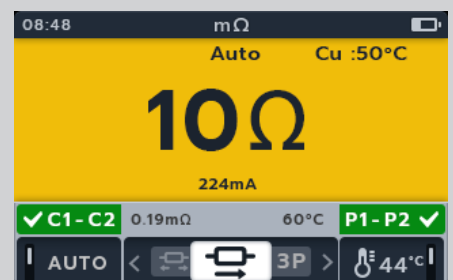 08:48 mΩ
Auto Cu :50°C
10Ω
224mA
C1-C2 0.19mΩ 60°C P1-P2
AUTO < 3P > 44°C